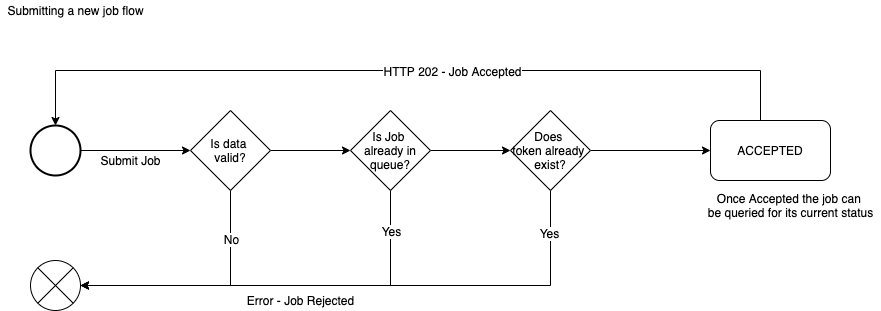 Submitting a new job flow
HTTP 202 - Job Accepted
Submit Job
Is data
valid?
Is Job
already in
queue?
Does
token already
exist?
ACCEPTED
Once Accepted the job can
be queried for its current status
No
Yes
Yes
Error - Job Rejected